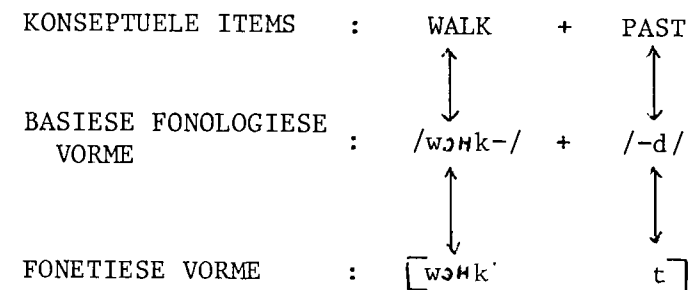 KONSEPTUELE ITEMS : WALK + PAST
BASIESE FONOLOGIESE
VORME : /wɔʜk-/ + /-d/
FONETIESE VORME : [wɔʜk t]